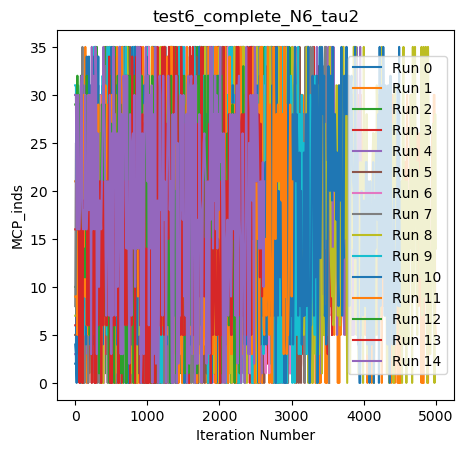 test6_complete_N6_tau2
MCP_inds
35
30
25
20
15
10
5
0
Run 0
Run 1
Run 2
Run 3
Run 4
Run 5
Run 6
Run 7
Run 8
Run 9
Run 10
Run 11
Run 12
Run 13
Run 14
0 1000 2000 3000 4000 5000
Iteration Number